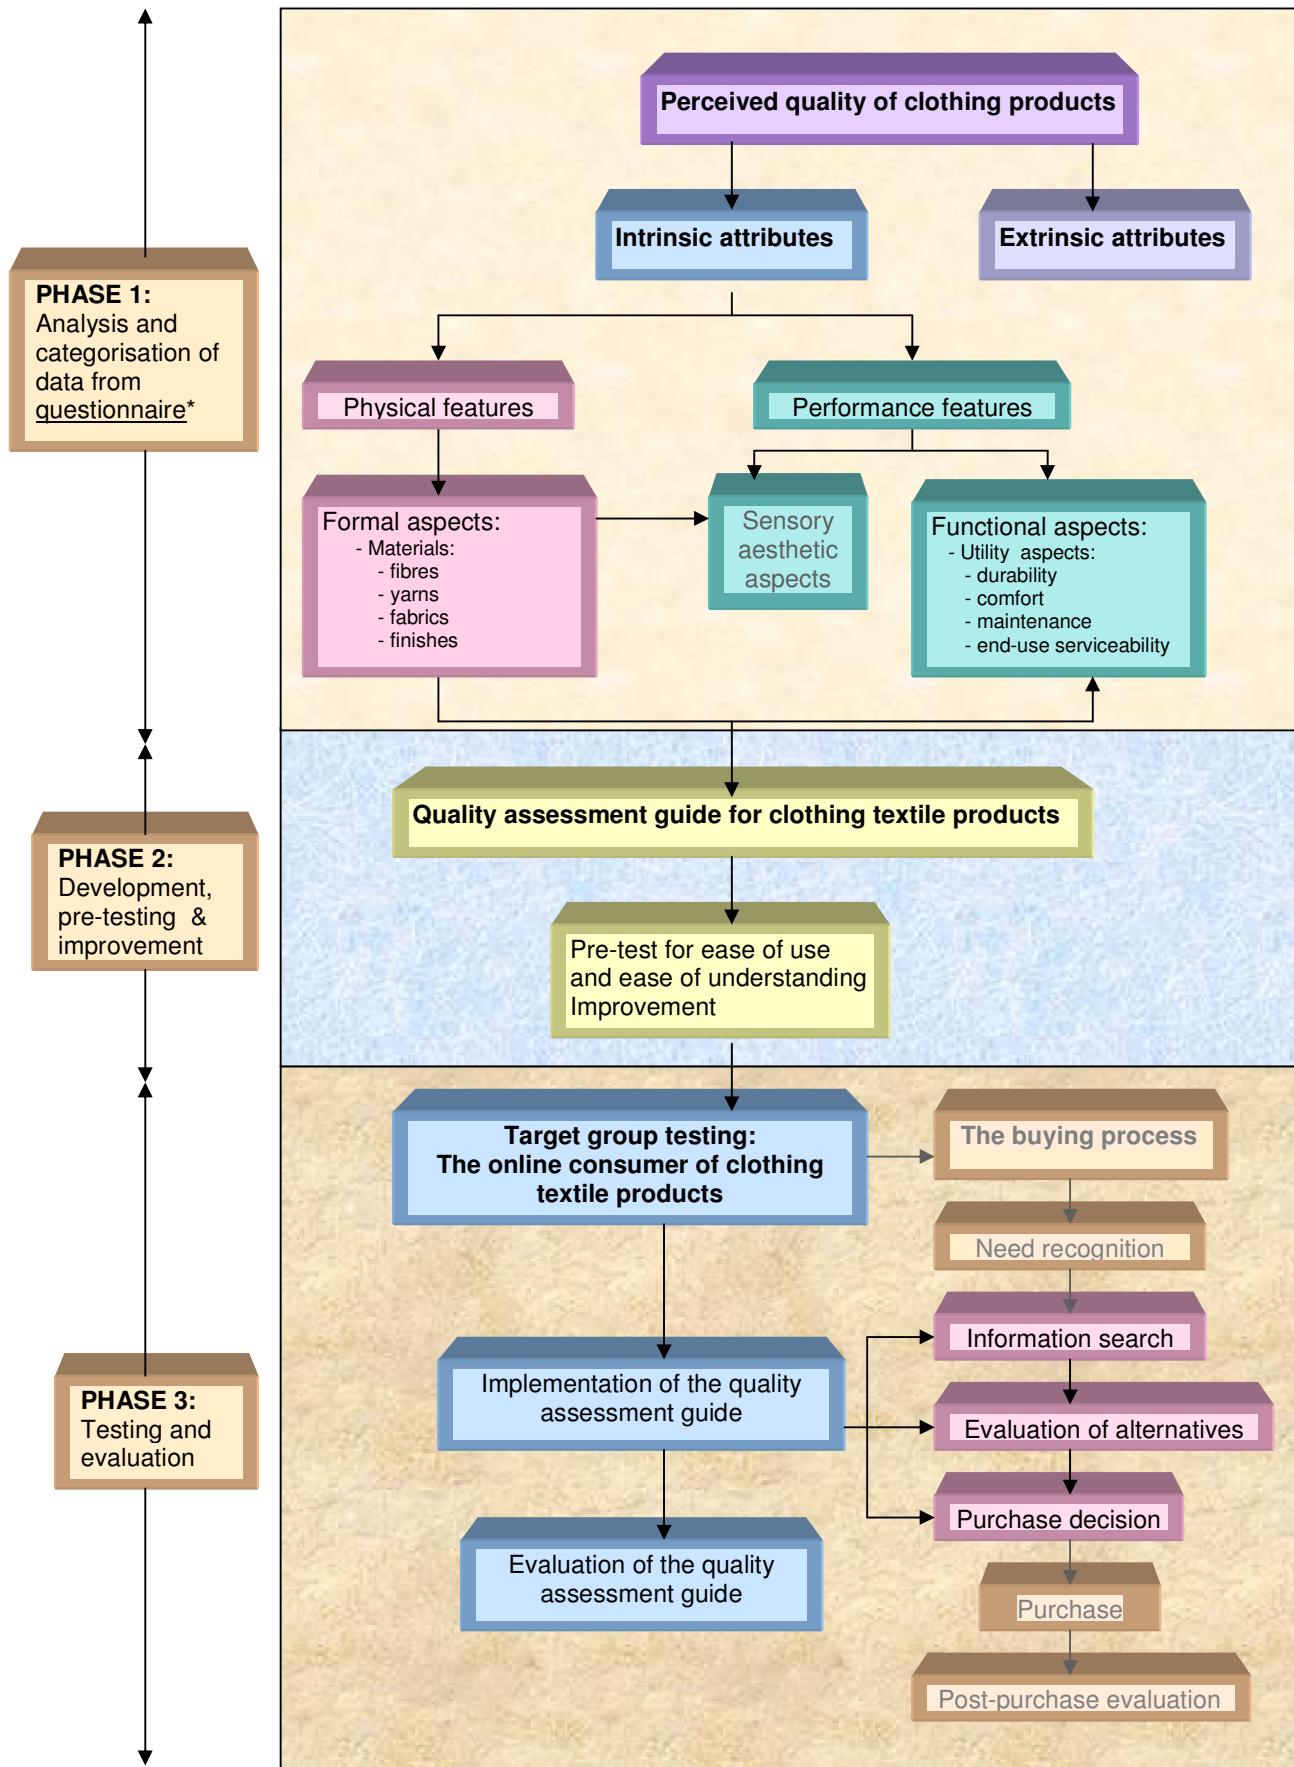 Perceived quality of clothing products
Intrinsic attributes
Extrinsic attributes
PHASE 1:
Analysis and
categorisation of
data from
questionnaire*
Physical features
Performance features
Formal aspects:
- Materials:
- fibres
- yarns
- fabrics
- finishes
Sensory
aesthetic
aspects
Functional aspects:
- Utility aspects:
- durability
- comfort
- maintenance
- end-use serviceability
PHASE 2:
Development,
pre-testing &
improvement
Quality assessment guide for clothing textile products
Pre-test for ease of use
and ease of understanding
Improvement
PHASE 3:
Testing and
evaluation
Target group testing:
The online consumer of clothing
textile products
Implementation of the quality
assessment guide
Evaluation of the quality
assessment guide
The buying process
Need recognition
Information search
Evaluation of alternatives
Purchase decision
Purchase
Post-purchase evaluation